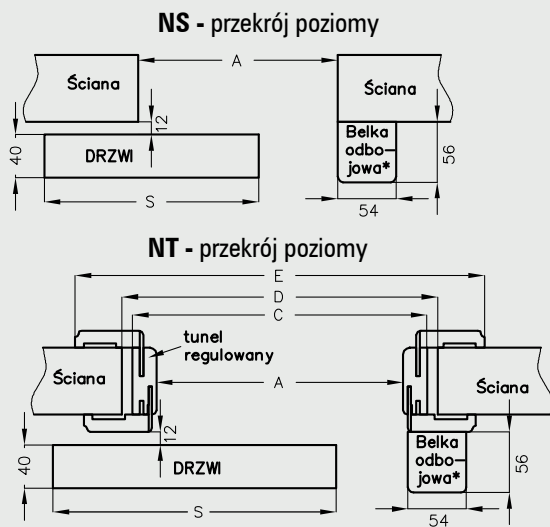 NS - przekrój poziomy
A
Ściana
Ściana
12
40
DRZWI
Belka
odbo-
jowa*
56
S
54
NT - przekrój poziomy
E
D
C
tunel
regulowany
A
Ściana
Ściana
12
40
DRZWI
Belka
odbo-
jowa*
56
S
54